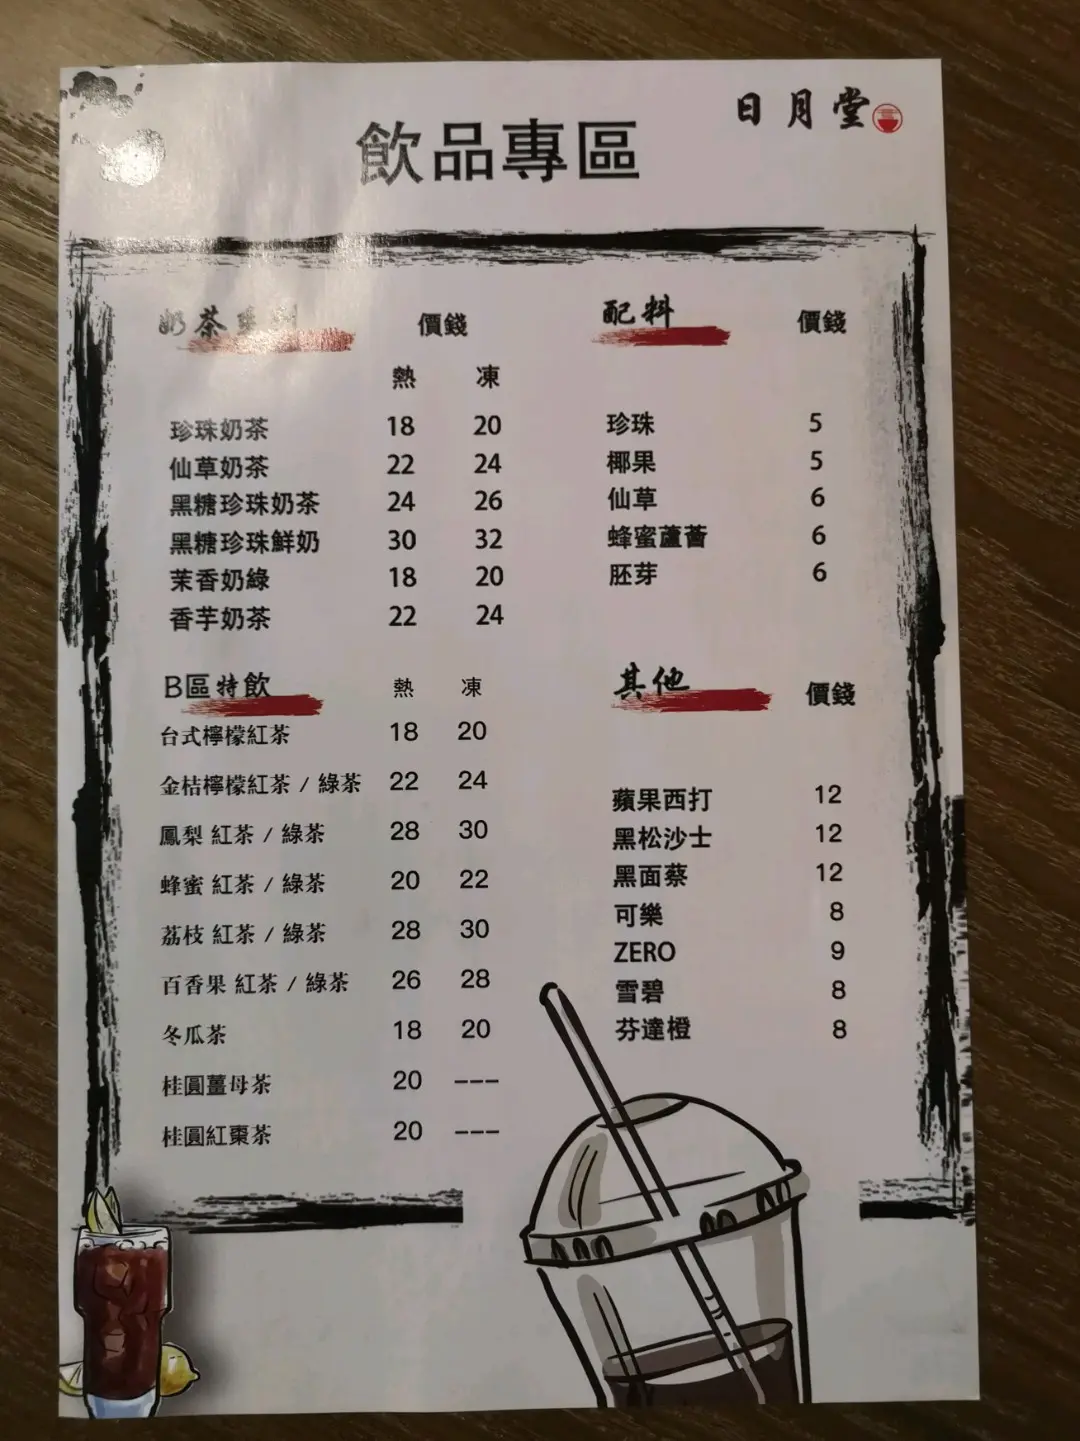 日月堂
飲品專區
奶茶系列 價錢
熱 凍
珍珠奶茶 18 20
仙草奶茶 22 24
黑糖珍珠奶茶 24 26
黑糖珍珠鮮奶 30 32
茉香奶綠 18 20
香芋奶茶 22 24
B區特飲 熱 凍
台式檸檬紅茶 18 20
金桔檸檬紅茶 / 綠茶 22 24
鳳梨 紅茶 / 綠茶 28 30
蜂蜜 紅茶 / 綠茶 20 22
荔枝 紅茶 / 綠茶 28 30
百香果 紅茶 / 綠茶 26 28
冬瓜茶 18 20
桂圓薑母茶 20 ---
桂圓紅棗茶 20 ---
配料 價錢
珍珠 5
椰果 5
仙草 6
蜂蜜蘆薈 6
胚芽 6
其他 價錢
蘋果西打 12
黑松沙士 12
黑面蔡 12
可樂 8
ZERO 9
雪碧 8
芬達橙 8